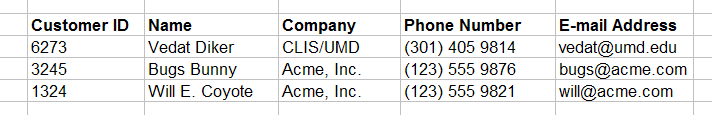 Customer ID Name Company Phone Number E-mail Address
6273 Vedat Diker CLIS/UMD (301) 405 9814 vedat@umd.edu
3245 Bugs Bunny Acme, Inc. (123) 555 9876 bugs@acme.com
1324 Will E. Coyote Acme, Inc. (123) 555 9821 will@acme.com